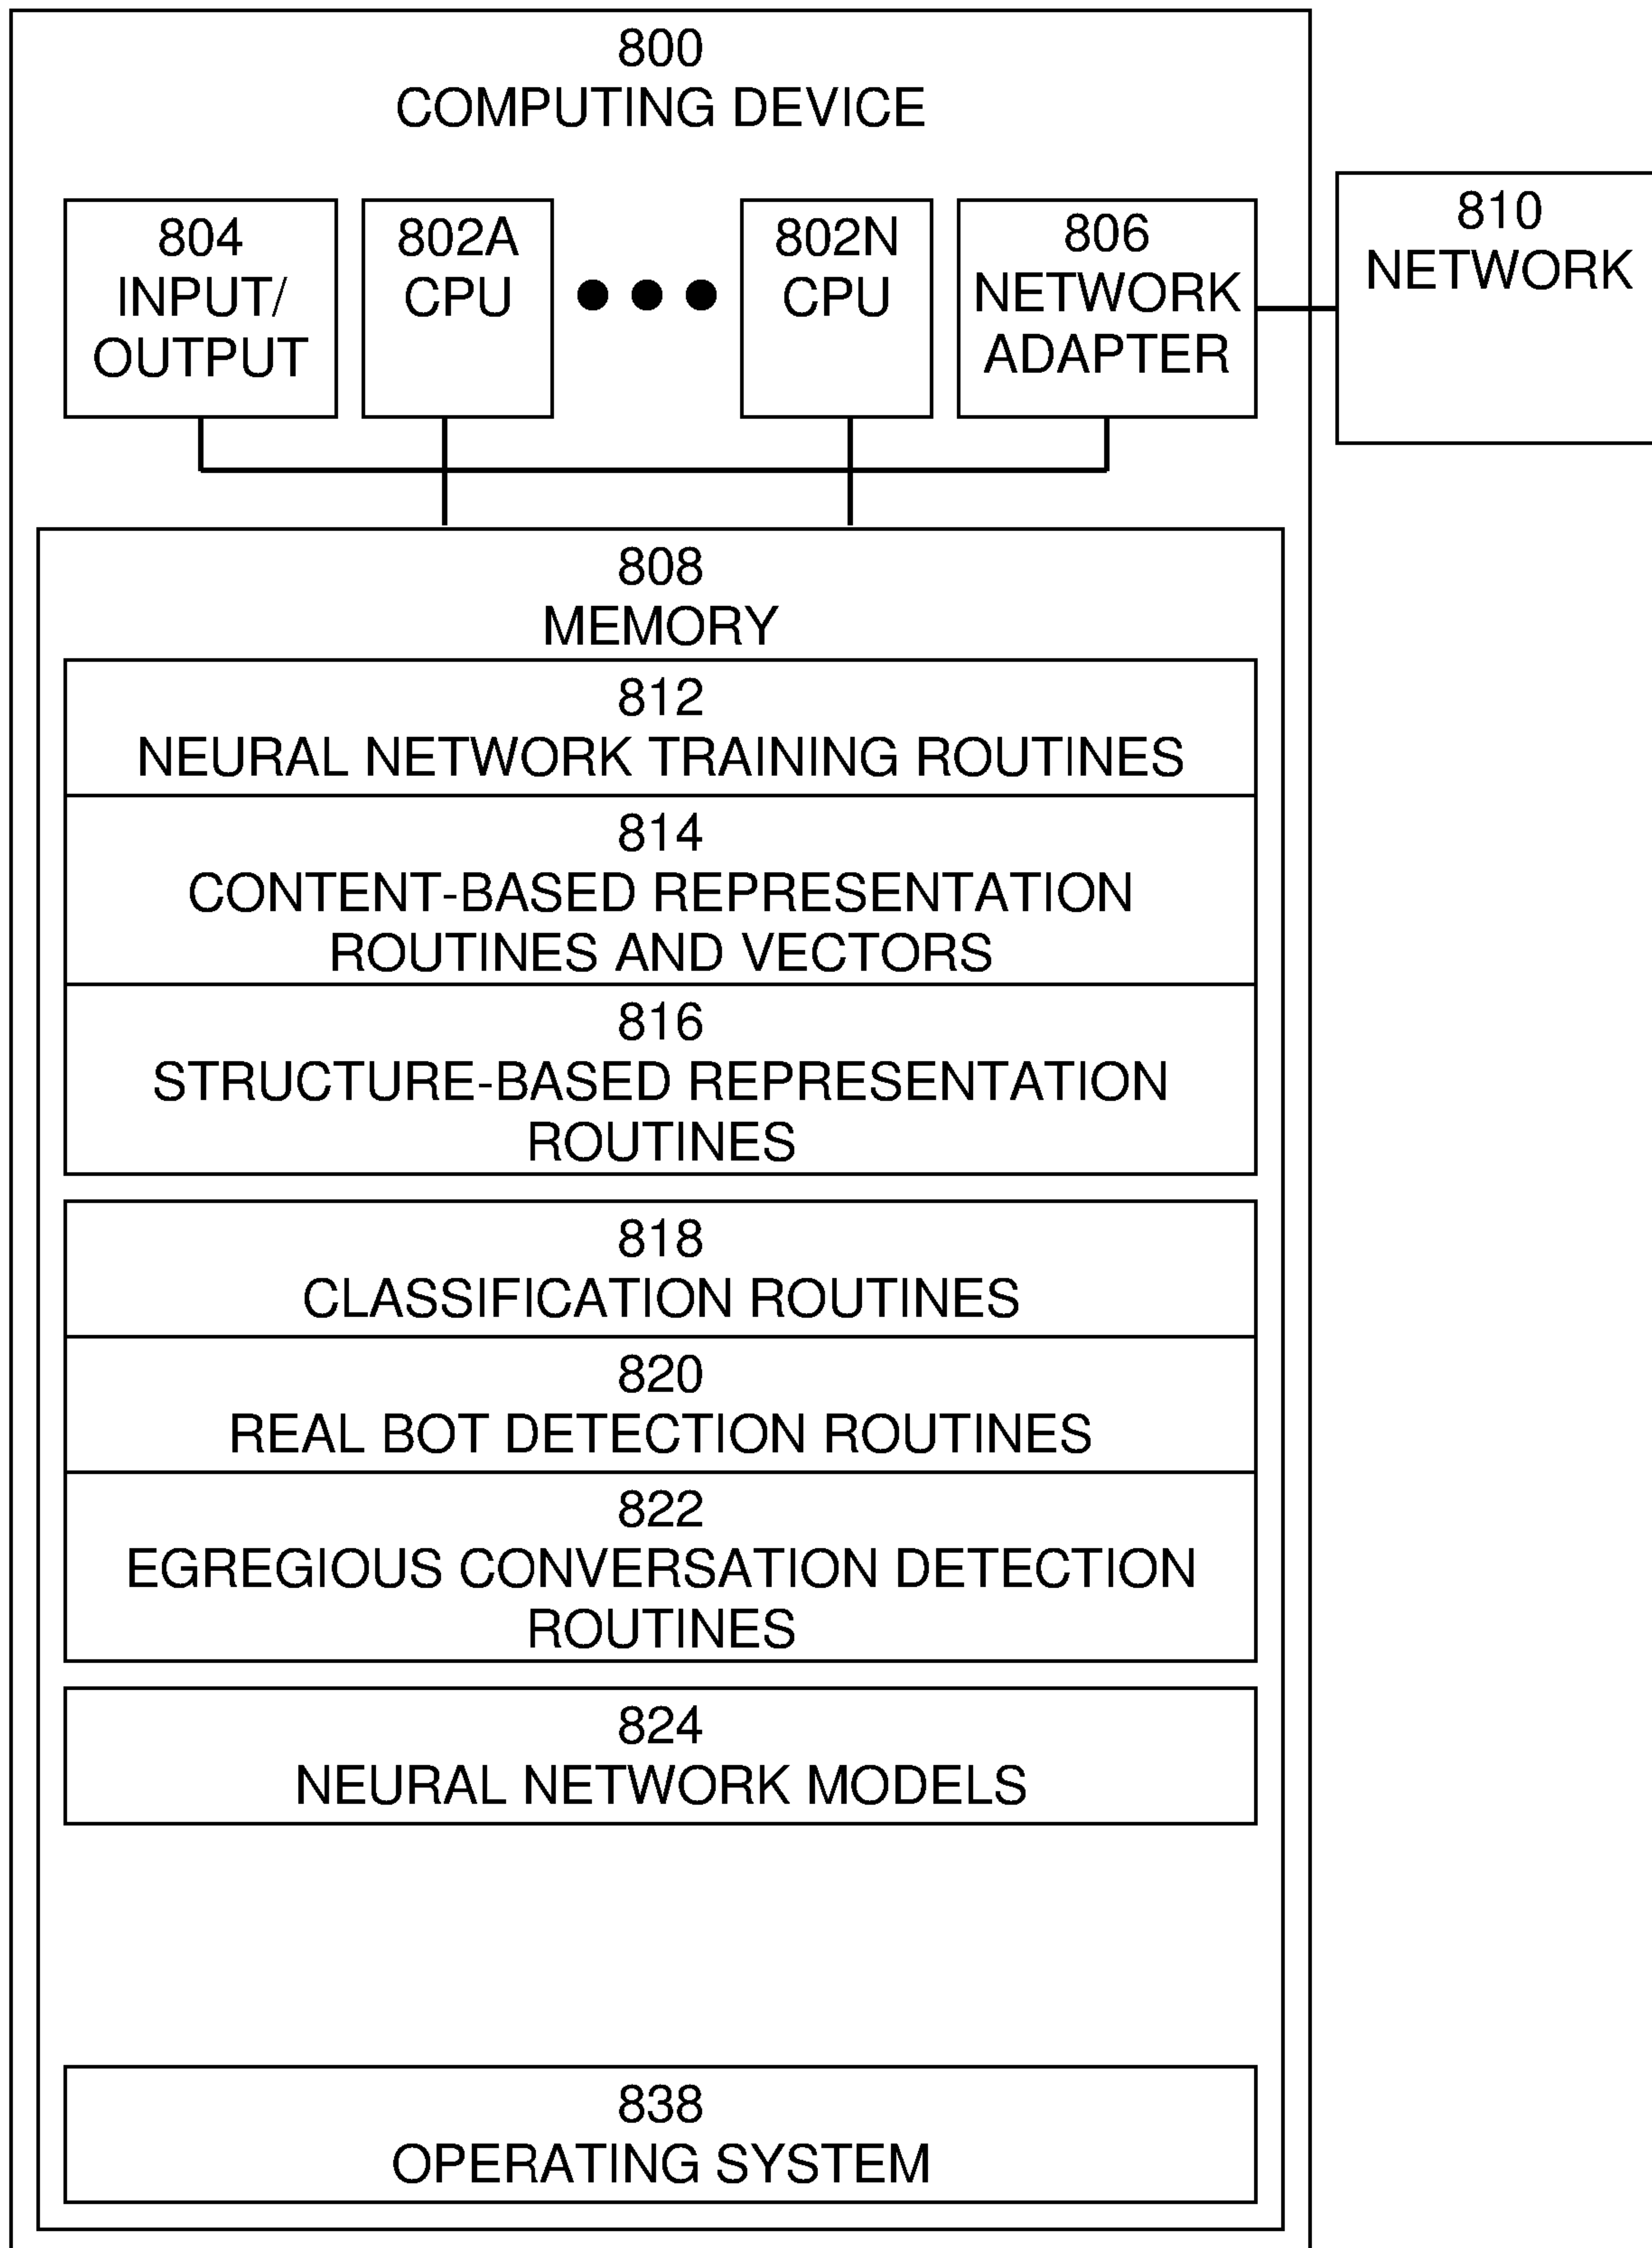 800
COMPUTING DEVICE
804
INPUT/
OUTPUT
802A
CPU
802N
CPU
806
NETWORK
ADAPTER
810
NETWORK
808
MEMORY
812
NEURAL NETWORK TRAINING ROUTINES
814
CONTENT-BASED REPRESENTATION
ROUTINES AND VECTORS
816
STRUCTURE-BASED REPRESENTATION
ROUTINES
818
CLASSIFICATION ROUTINES
820
REAL BOT DETECTION ROUTINES
822
EGREGIOUS CONVERSATION DETECTION
ROUTINES
824
NEURAL NETWORK MODELS
838
OPERATING SYSTEM